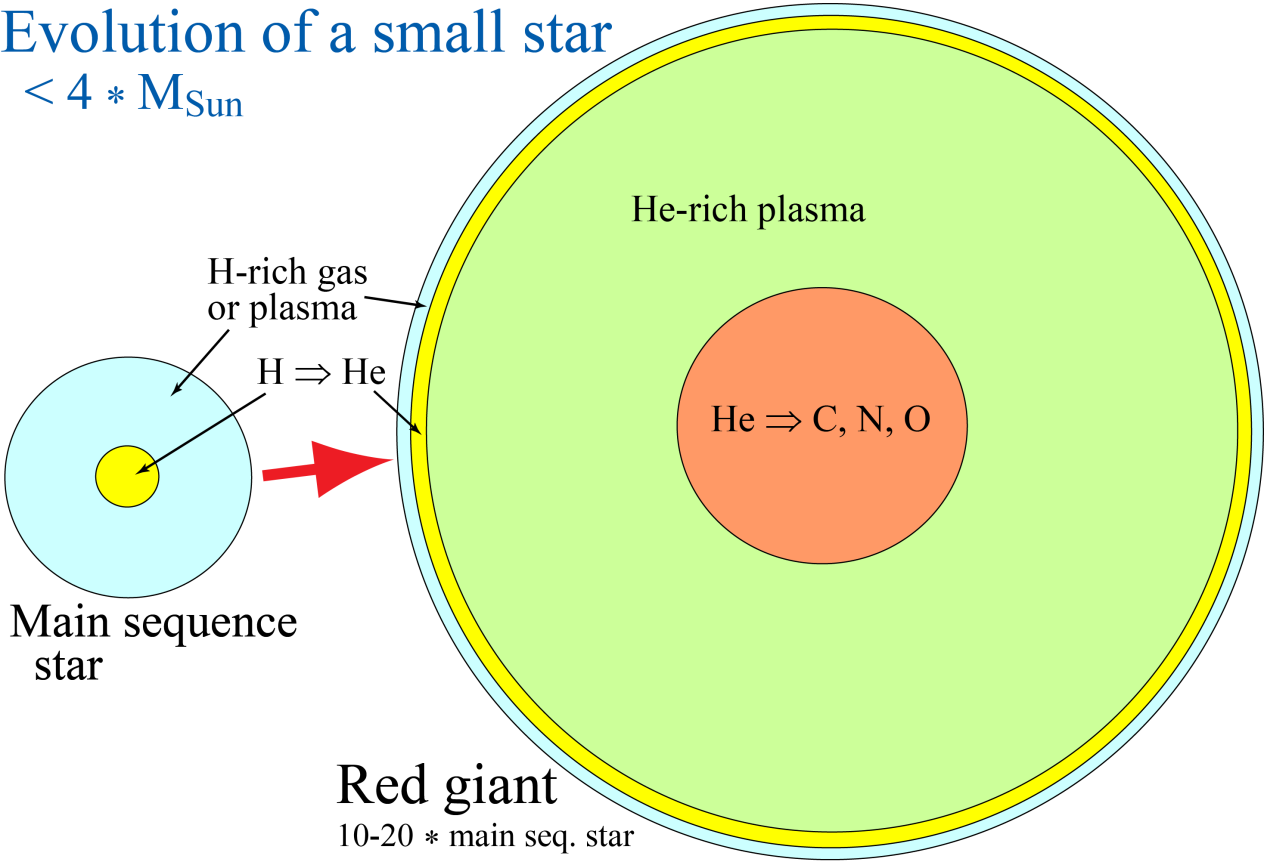 Evolution of a small star
< 4 * MSun
He-rich plasma
H-rich gas
or plasma
H ⇒ He
He ⇒ C, N, O
Main sequence
star
Red giant
10-20 * main seq. star